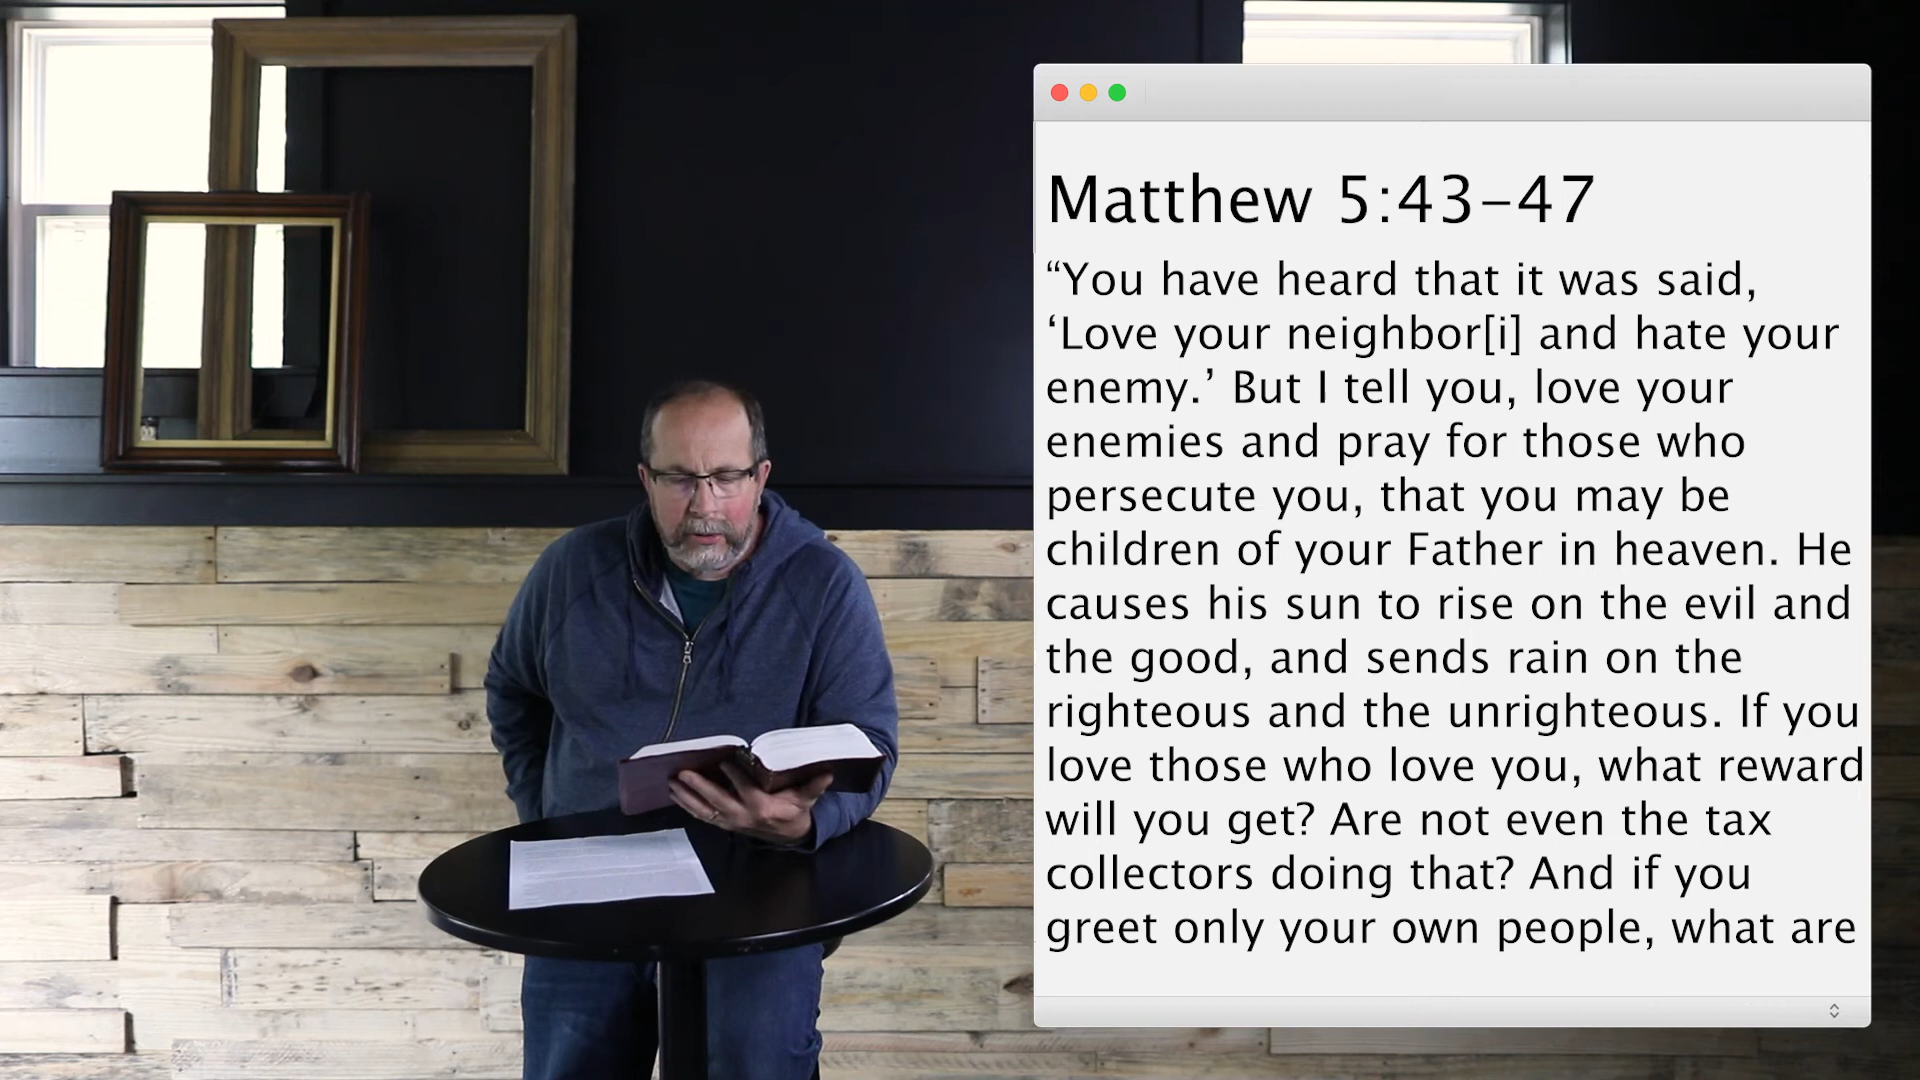 Matthew 5:43–47
“You have heard that it was said,
‘Love your neighbor[i] and hate your
enemy.’ But I tell you, love your
enemies and pray for those who
persecute you, that you may be
children of your Father in heaven. He
causes his sun to rise on the evil and
the good, and sends rain on the
righteous and the unrighteous. If you
love those who love you, what reward
will you get? Are not even the tax
collectors doing that? And if you
greet only your own people, what are